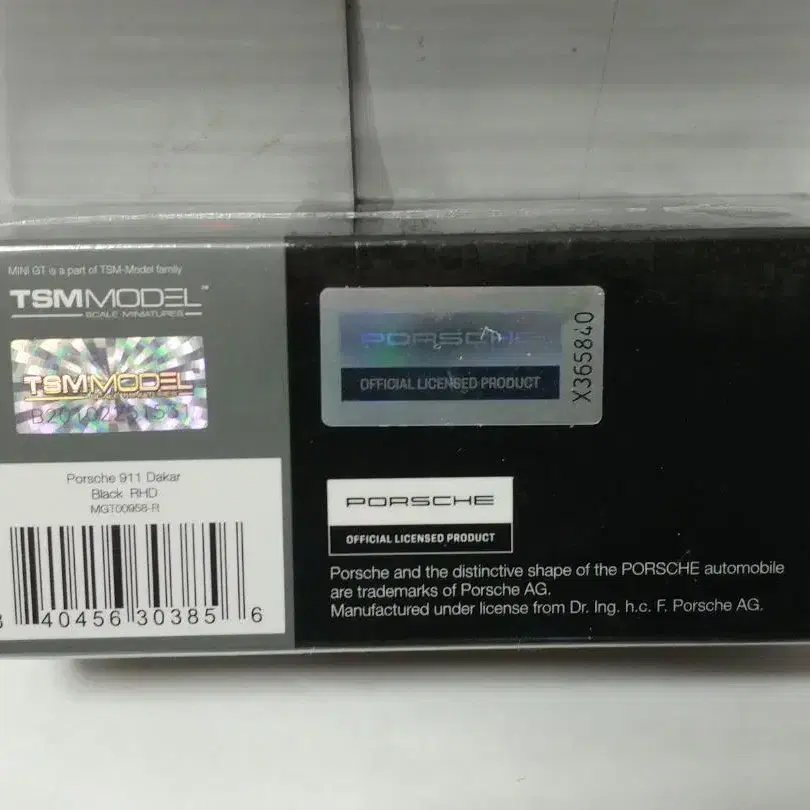 MINI GT is a part of TSM-Model family
TSMMODEL™
SCALE MINIATURES
TSMMODEL
Porsche 911 Dakar
Black RHD
MGT00958-R
40456 30385 6
PORSCHE
OFFICIAL LICENSED PRODUCT
X365840
PORSCHE
OFFICIAL LICENSED PRODUCT
Porsche and the distinctive shape of the PORSCHE automobile
are trademarks of Porsche AG.
Manufactured under license from Dr. Ing. h.c. F. Porsche AG.